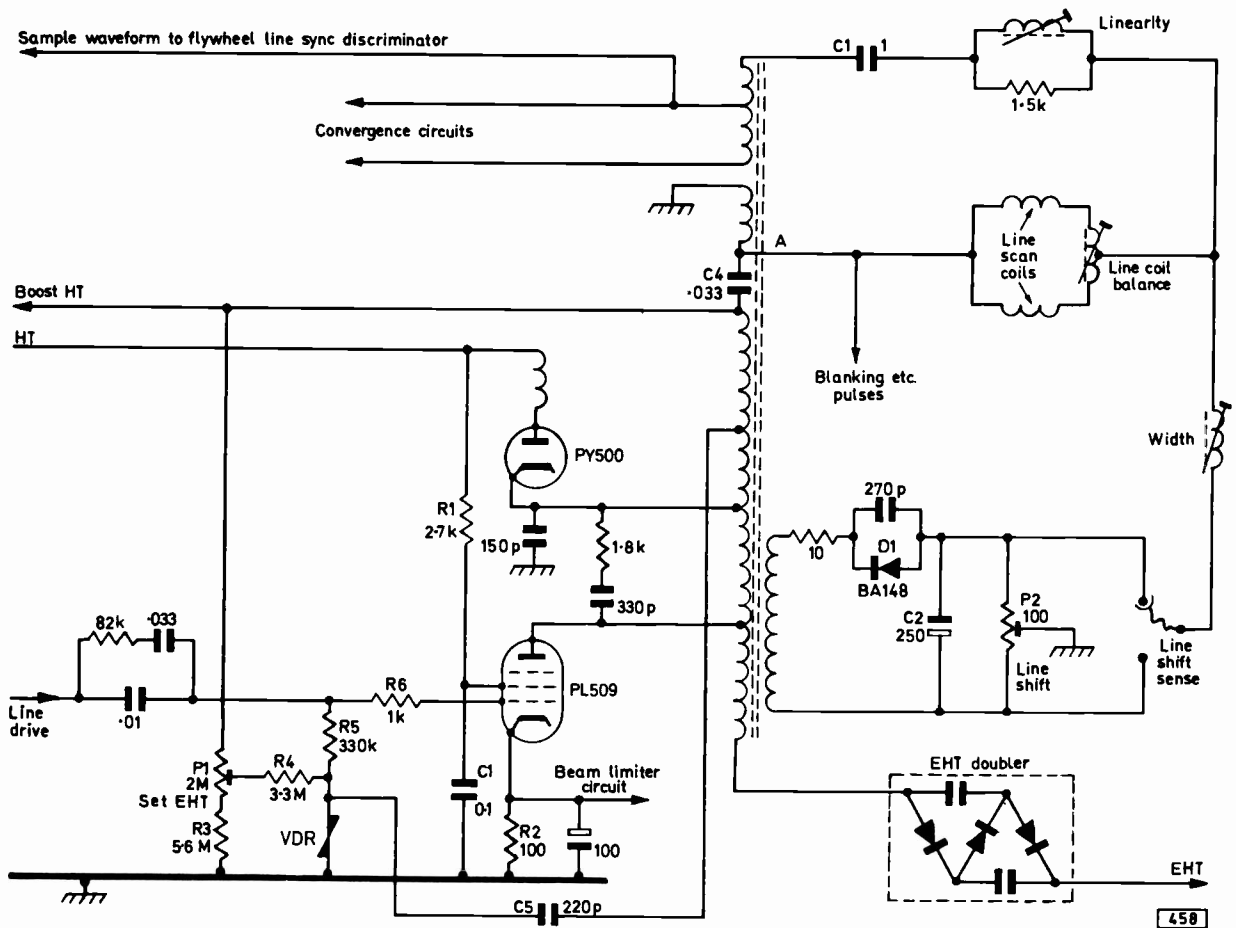 Sample waveform to flywheel line sync discriminator
Convergence circuits
C1
1
Linearity
1·5k
A
C4
·033
Line
scan
coils
Line coil
balance
Boost HT
HT
Blanking etc.
pulses
Width
PY500
R1
2·7k
150p
1·8k
330p
270p
10
D1
BA148
C2
250
P2
100
Line
shift
Line
shift
sense
82k
·033
·01
Line
drive
R6
1k
PL509
R5
330k
P1
2M
Set EHT
R4
3·3M
R3
5·6M
VDR
C1
0·1
R2
100
Beam limiter
circuit
100
C5
220p
EHT doubler
EHT
458